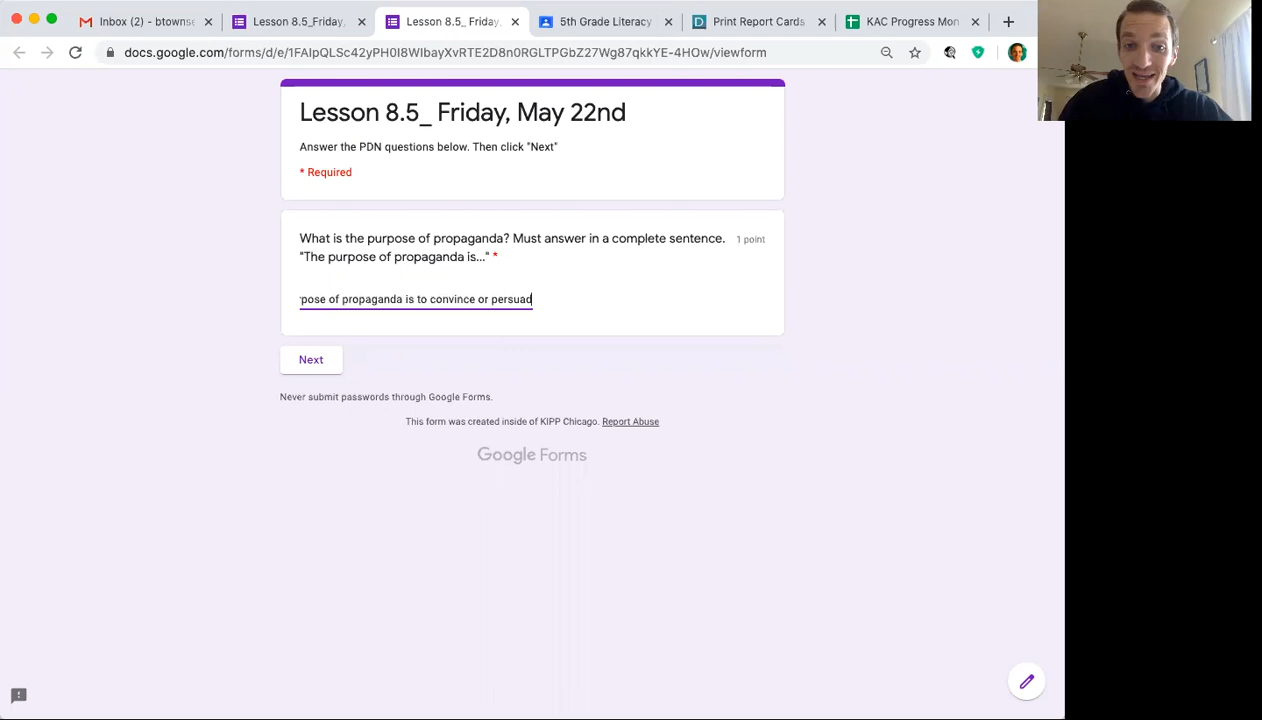 Inbox (2) - btownse
Lesson 8.5_Friday,
Lesson 8.5_ Friday,
5th Grade Literacy
Print Report Cards
KAC Progress Mon
docs.google.com/forms/d/e/1FAIpQLSc42yPH0I8WIbayXvRTE2D8n0RGLTPGbZ27Wg87qkkYE-4HOw/viewform
Lesson 8.5_ Friday, May 22nd
Answer the PDN questions below. Then click "Next"
* Required
What is the purpose of propaganda? Must answer in a complete sentence. 1 point
"The purpose of propaganda is..." *
pose of propaganda is to convince or persuad
Next
Never submit passwords through Google Forms.
This form was created inside of KIPP Chicago. Report Abuse
Google Forms